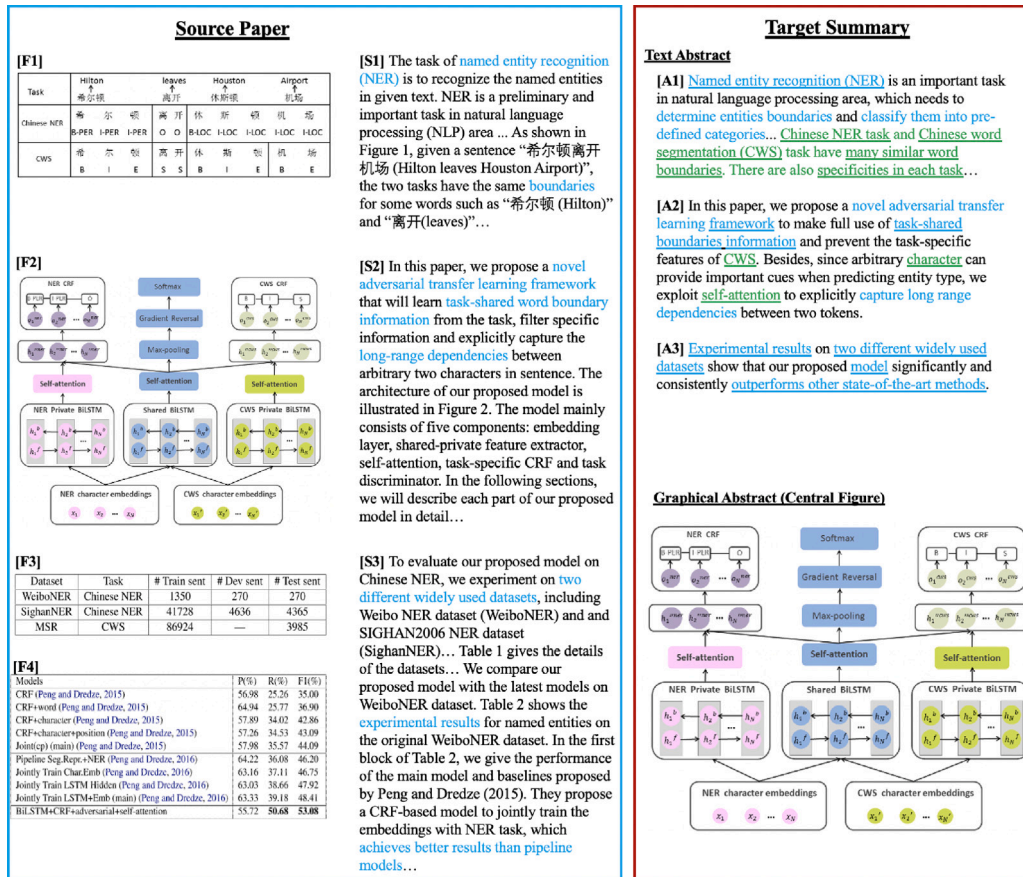 Source Paper
[F1]
Hilton leaves Houston Airport
Task 希尔顿 离开 休斯顿 机场
Chinese NER 希 尔 顿 离 开 休 斯 顿 机 场
B-PER I-PER I-PER O O B-LOC I-LOC I-LOC I-LOC I-LOC
CWS 希 尔 顿 离 开 休 斯 顿 机 场
B I E S S B I E B E
[S1] The task of named entity recognition
(NER) is to recognize the named entities
in given text. NER is a preliminary and
important task in natural language
processing (NLP) area ... As shown in
Figure 1, given a sentence “希尔顿离开
机场 (Hilton leaves Houston Airport)”,
the two tasks have the same boundaries
for some words such as “希尔顿 (Hilton)”
and “离开(leaves)”…
[F2]
NER CRF
B PER I PER O
Softmax
Gradient Reversal
Max-pooling
CWS CRF
B I S
Self-attention
Self-attention
Self-attention
NER Private BiLSTM
Shared BiLSTM
CWS Private BiLSTM
NER character embeddings
x₁ x₂ ... x_N
CWS character embeddings
x₁' x₂' ... x_N'
[S2] In this paper, we propose a novel
adversarial transfer learning framework
that will learn task-shared word boundary
information from the task, filter specific
information and explicitly capture the
long-range dependencies between
arbitrary two characters in sentence. The
architecture of our proposed model is
illustrated in Figure 2. The model mainly
consists of five components: embedding
layer, shared-private feature extractor,
self-attention, task-specific CRF and task
discriminator. In the following sections,
we will describe each part of our proposed
model in detail…
[F3]
Dataset Task # Train sent # Dev sent # Test sent
WeiboNER Chinese NER 1350 270 270
SighanNER Chinese NER 41728 4636 4365
MSR CWS 86924 — 3985
[F4]
Models P(%) R(%) F1(%)
CRF (Peng and Dredze, 2015) 56.98 25.26 35.00
CRF+word (Peng and Dredze, 2015) 64.94 25.77 36.90
CRF+character (Peng and Dredze, 2015) 57.89 34.02 42.86
CRF+character+position (Peng and Dredze, 2015) 57.26 34.53 43.09
Joint(cp) (main) (Peng and Dredze, 2015) 57.98 35.57 44.09
Pipeline Seg.Repr.+NER (Peng and Dredze, 2016) 64.22 36.08 46.20
Jointly Train Char.Emb (Peng and Dredze, 2016) 63.16 37.11 46.75
Jointly Train LSTM Hidden (Peng and Dredze, 2016) 63.03 38.66 47.92
Jointly Train LSTM+Emb (main) (Peng and Dredze, 2016) 63.33 39.18 48.41
BiLSTM+CRF+adversarial+self-attention 55.72 50.68 53.08
[S3] To evaluate our proposed model on
Chinese NER, we experiment on two
different widely used datasets, including
Weibo NER dataset (WeiboNER) and and
SIGHAN2006 NER dataset
(SighanNER)… Table 1 gives the details
of the datasets… We compare our
proposed model with the latest models on
WeiboNER dataset. Table 2 shows the
experimental results for named entities on
the original WeiboNER dataset. In the first
block of Table 2, we give the performance
of the main model and baselines proposed
by Peng and Dredze (2015). They propose
a CRF-based model to jointly train the
embeddings with NER task, which
achieves better results than pipeline
models…
Target Summary
Text Abstract
[A1] Named entity recognition (NER) is an important task
in natural language processing area, which needs to
determine entities boundaries and classify them into pre-
defined categories... Chinese NER task and Chinese word
segmentation (CWS) task have many similar word
boundaries. There are also specificities in each task…
[A2] In this paper, we propose a novel adversarial transfer
learning framework to make full use of task-shared
boundaries information and prevent the task-specific
features of CWS. Besides, since arbitrary character can
provide important cues when predicting entity type, we
exploit self-attention to explicitly capture long range
dependencies between two tokens.
[A3] Experimental results on two different widely used
datasets show that our proposed model significantly and
consistently outperforms other state-of-the-art methods.
Graphical Abstract (Central Figure)
NER CRF
B PER I PER O
Softmax
Gradient Reversal
Max-pooling
CWS CRF
B I S
Self-attention
Self-attention
Self-attention
NER Private BiLSTM
Shared BiLSTM
CWS Private BiLSTM
NER character embeddings
x₁ x₂ ... x_N
CWS character embeddings
x₁' x₂' ... x_N'